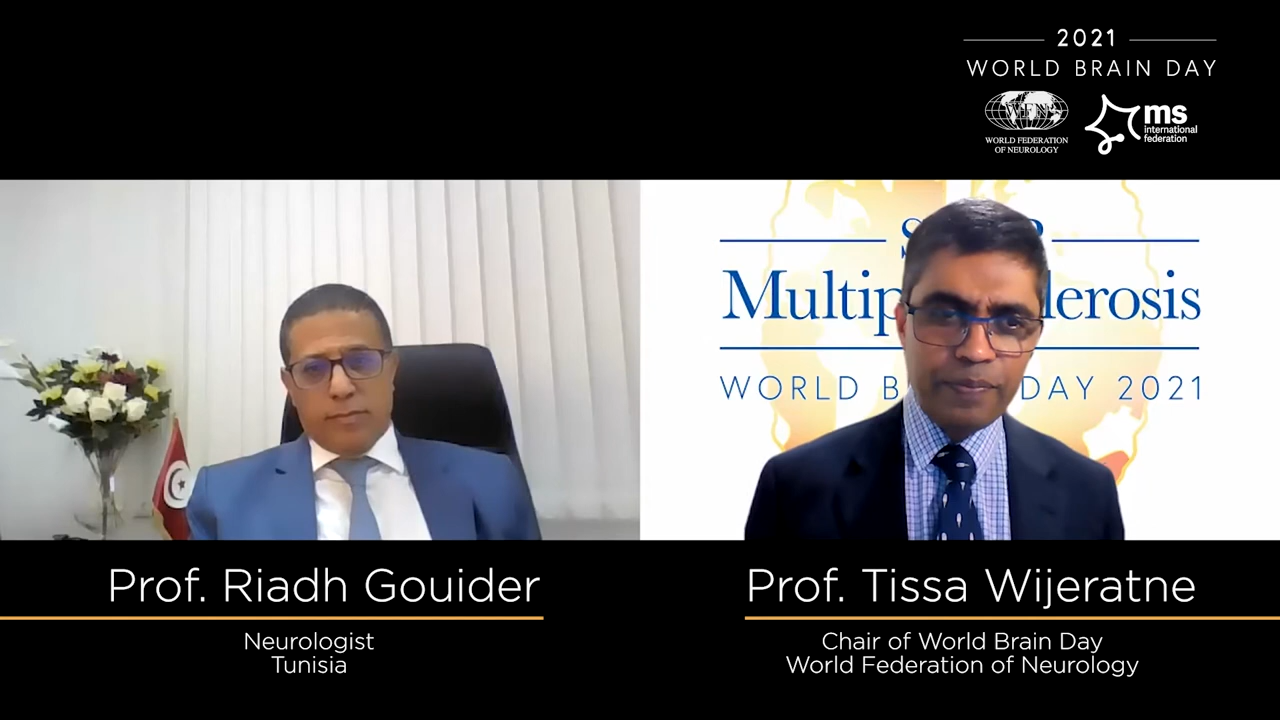 2021
WORLD BRAIN DAY
WFN
WORLD FEDERATION
OF NEUROLOGY
ms
international
federation
Multip lerosis
WORLD B DAY 2021
Prof. Riadh Gouider
Neurologist
Tunisia
Prof. Tissa Wijeratne
Chair of World Brain Day
World Federation of Neurology